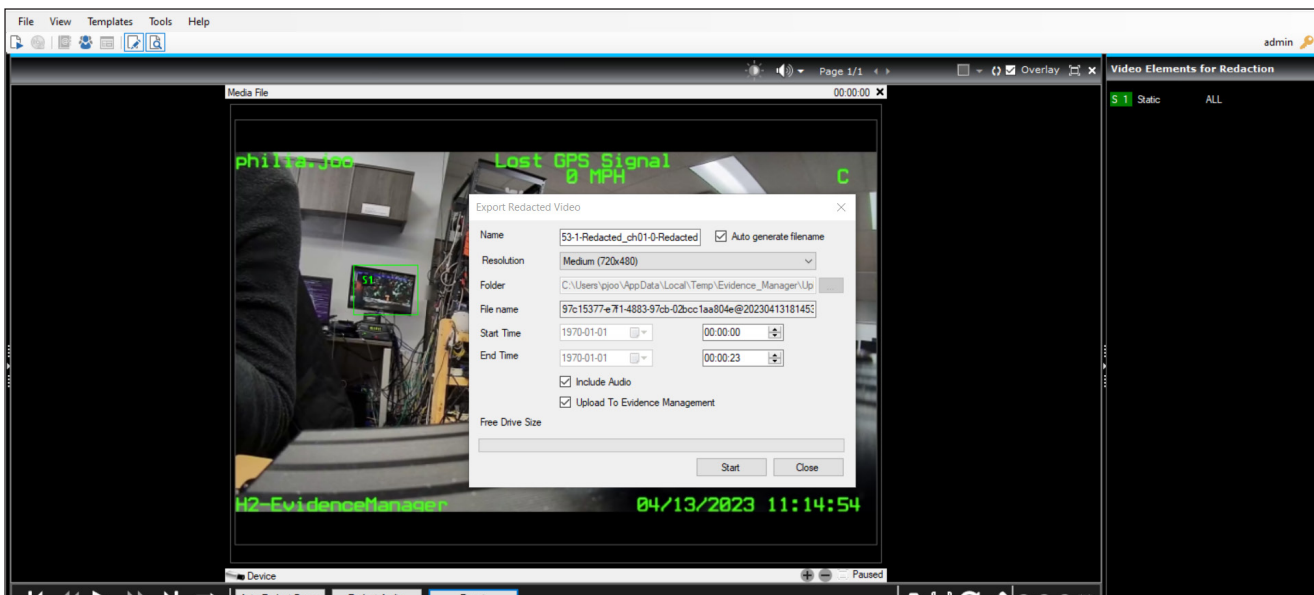 File View Templates Tools Help
admin
Page 1/1
Overlay
Video Elements for Redaction
Media File
00:00:00
S 1 Static ALL
philia.joo
Lost GPS Signal
0 MPH
C
S1
Export Redacted Video
Name
53-1-Redacted_ch01-0-Redacted
Auto generate filename
Resolution
Medium (720x480)
Folder
C:\Users\pjoo\AppData\Local\Temp\Evidence_Manager\Up
...
File name
97c15377-e7f1-4883-97cb-02bcc1aa804e@20230413181453
Start Time
1970-01-01
00:00:00
End Time
1970-01-01
00:00:23
Include Audio
Upload To Evidence Management
Free Drive Size
Start
Close
H2-EvidenceManager
04/13/2023 11:14:54
Device
Paused